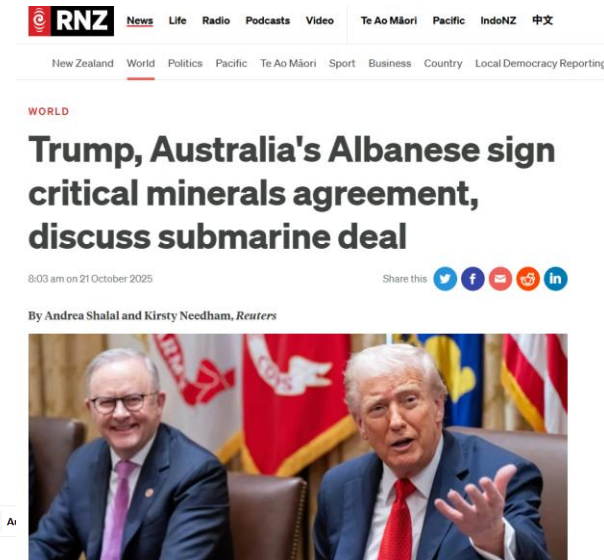 RNZ News Life Radio Podcasts Video Te Ao Māori Pacific IndoNZ 中文
New Zealand World Politics Pacific Te Ao Māori Sport Business Country Local Democracy Reporting
WORLD
Trump, Australia's Albanese sign
critical minerals agreement,
discuss submarine deal
8:03 am on 21 October 2025 Share this
By Andrea Shalal and Kirsty Needham, Reuters
ARMY